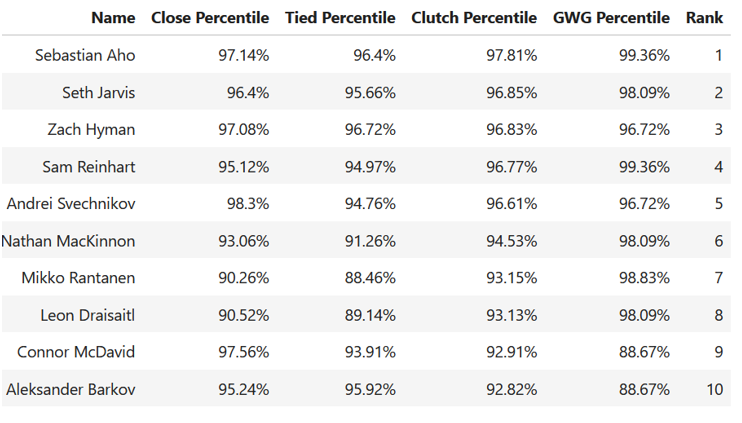 Name Close Percentile Tied Percentile Clutch Percentile GWG Percentile Rank
Sebastian Aho 97.14% 96.4% 97.81% 99.36% 1
Seth Jarvis 96.4% 95.66% 96.85% 98.09% 2
Zach Hyman 97.08% 96.72% 96.83% 96.72% 3
Sam Reinhart 95.12% 94.97% 96.77% 99.36% 4
Andrei Svechnikov 98.3% 94.76% 96.61% 96.72% 5
Nathan MacKinnon 93.06% 91.26% 94.53% 98.09% 6
Mikko Rantanen 90.26% 88.46% 93.15% 98.83% 7
Leon Draisaitl 90.52% 89.14% 93.13% 98.09% 8
Connor McDavid 97.56% 93.91% 92.91% 88.67% 9
Aleksander Barkov 95.24% 95.92% 92.82% 88.67% 10